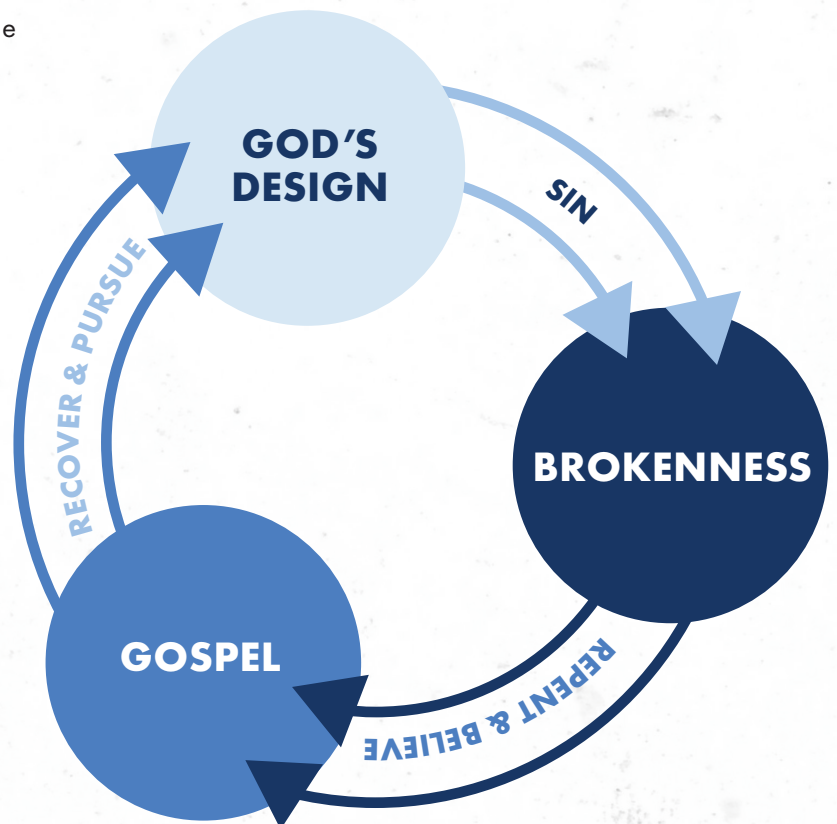 e
GOD'S
DESIGN
SIN
BROKENNESS
REPENT & BELIEVE
GOSPEL
RECOVER & PURSUE